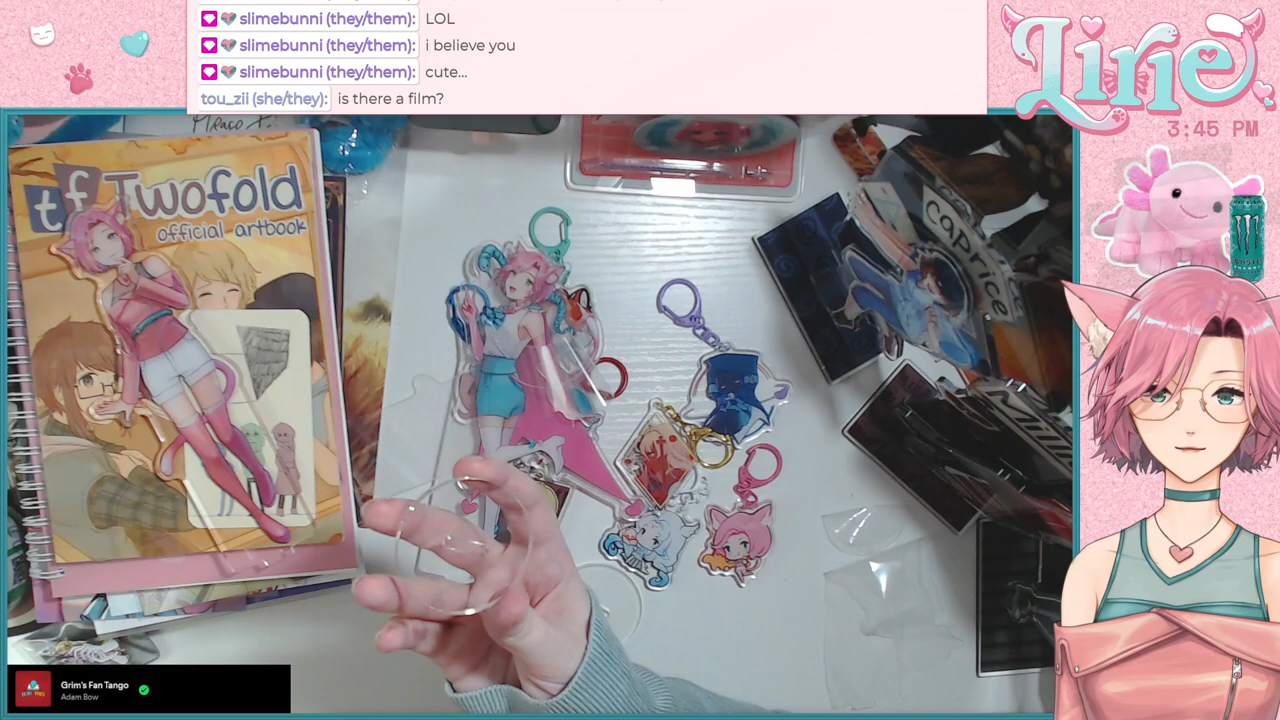 slimebunni (they/them): LOL
slimebunni (they/them): i believe you
slimebunni (they/them): cute...
tou_zii (she/they): is there a film?
Lirie
3:45 PM
tf Twofold
official artbook
Caprice
Grim's Fan Tango
Adam Bow